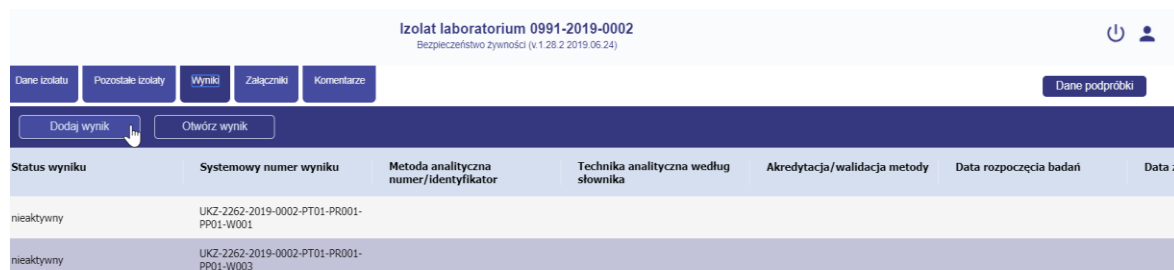 Izolat laboratorium 0991-2019-0002
Bezpieczeństwo żywności (v.1.28.2 2019.06.24)
Dane izolatu Pozostałe izolaty Wyniki Załączniki Komentarze Dane podpróbki
Dodaj wynik Otwórz wynik
Status wyniku Systemowy numer wyniku Metoda analityczna Technika analityczna według Akredytacja/walidacja metody Data rozpoczęcia badań Data
numer/identyfikator słownika
nieaktywny UKZ-2262-2019-0002-PT01-PR001-
PP01-W001
nieaktywny UKZ-2262-2019-0002-PT01-PR001-
PP01-W003